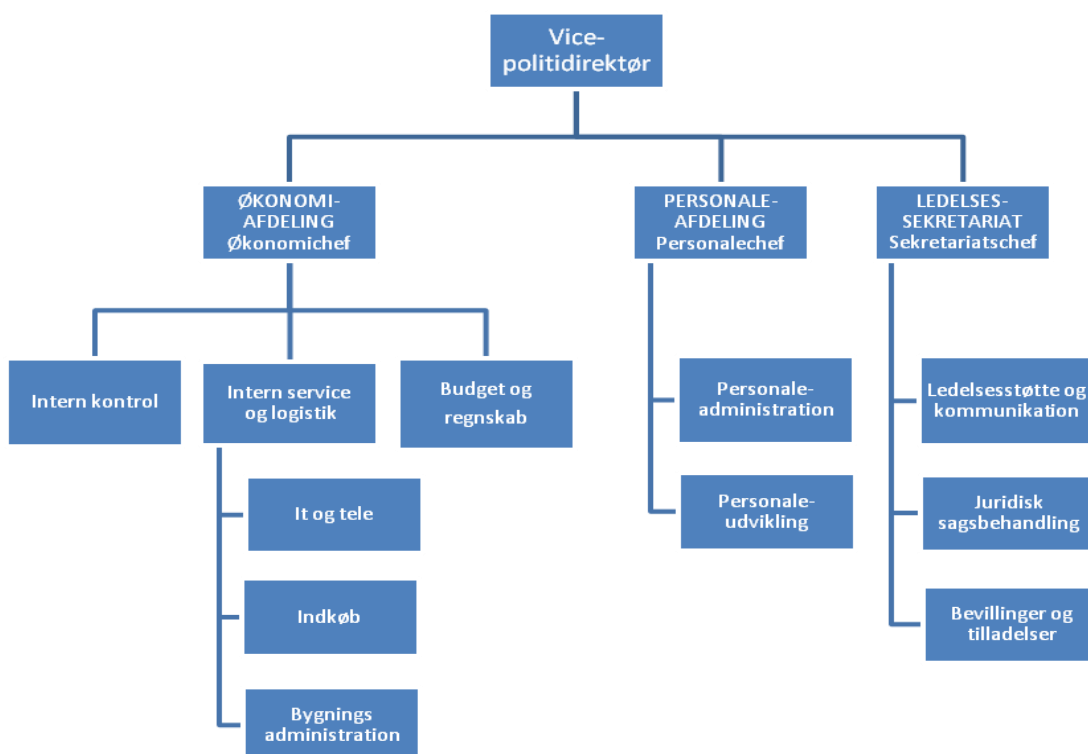 Vice-
politidirektør
ØKONOMI-
AFDELING
Økonomichef
PERSONALE-
AFDELING
Personalechef
LEDELSES-
SEKRETARIAT
Sekretariatschef
Intern kontrol
Intern service
og logistik
Budget og
regnskab
It og tele
Indkøb
Bygnings
administration
Personale-
administration
Personale-
udvikling
Ledelsesstøtte og
kommunikation
Juridisk
sagsbehandling
Bevillinger og
tilladelser